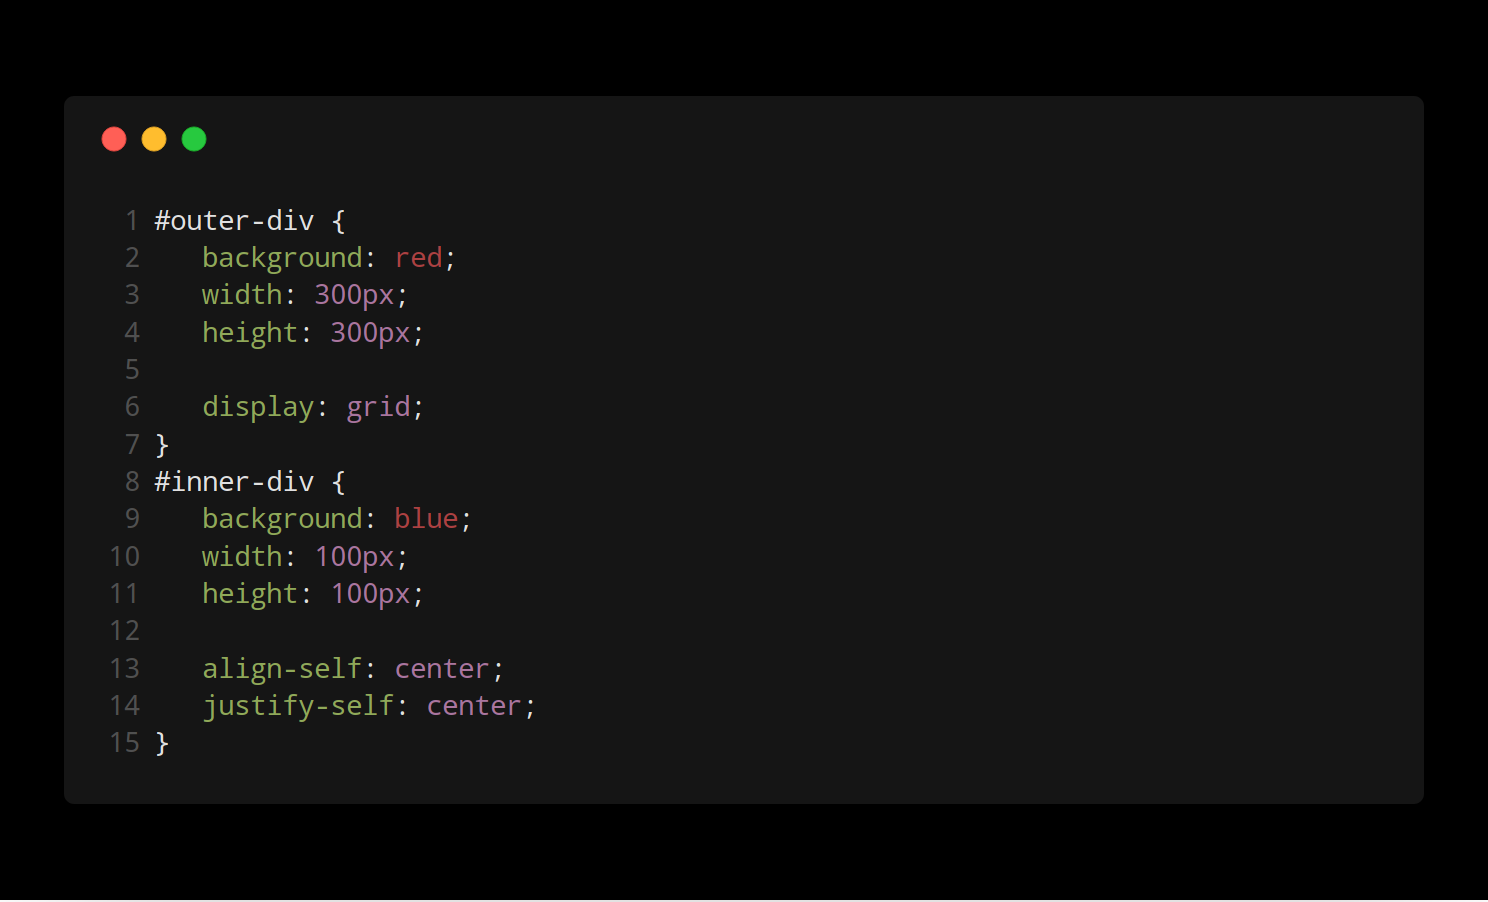 1 #outer-div {
2    background: red;
3    width: 300px;
4    height: 300px;
5
6    display: grid;
7 }
8 #inner-div {
9    background: blue;
10    width: 100px;
11    height: 100px;
12
13    align-self: center;
14    justify-self: center;
15 }